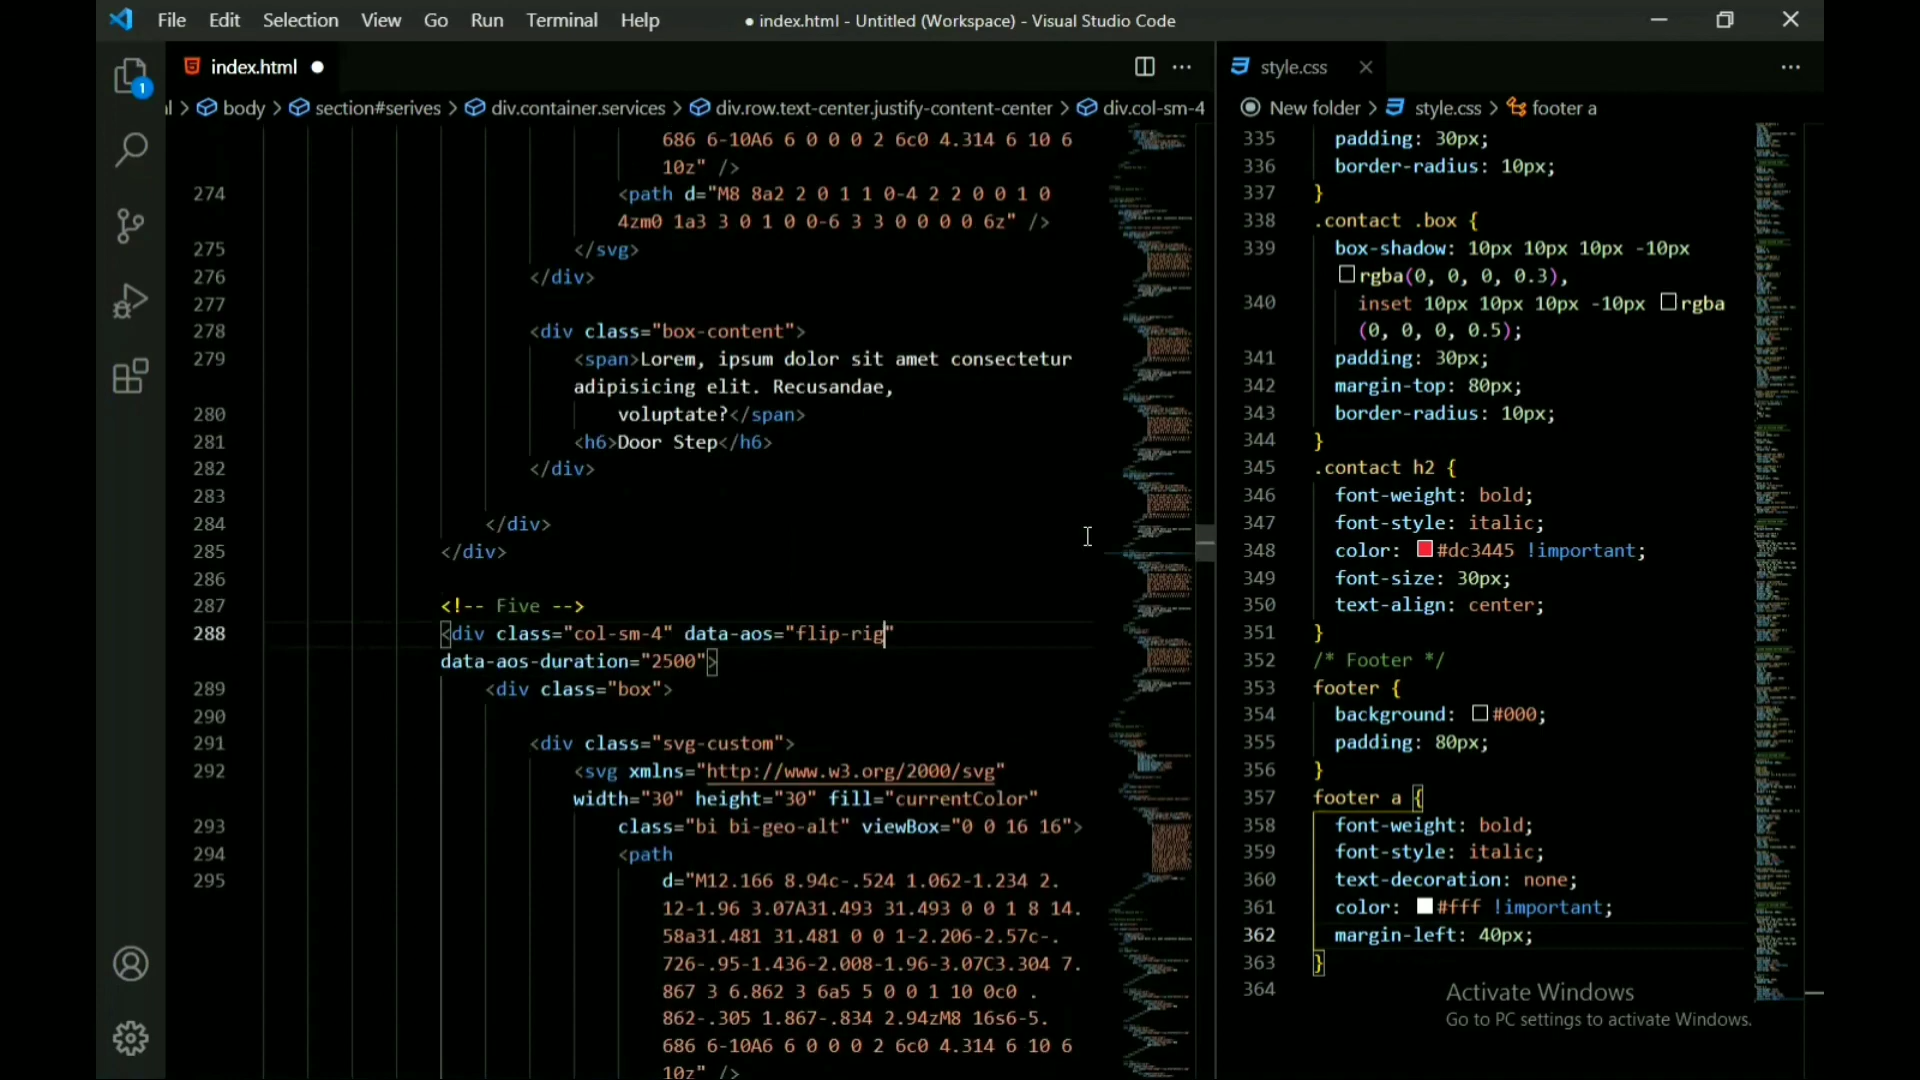 File Edit Selection View Go Run Terminal Help ● index.html - Untitled (Workspace) - Visual Studio Code
index.html
style.css
1
l > body > section#serives > div.container.services > div.row.text-center.justify-content-center > div.col-sm-4
New folder > style.css > footer a
686 6-10A6 6 0 0 0 2 6c0 4.314 6 10 6
10z" />
274 <path d="M8 8a2 2 0 1 1 0-4 2 2 0 0 1 0
4zm0 1a3 3 0 1 0 0-6 3 3 0 0 0 0 6z" />
275 </svg>
276 </div>
277
278 <div class="box-content">
279 <span>Lorem, ipsum dolor sit amet consectetur
adipisicing elit. Recusandae,
280 voluptate?</span>
281 <h6>Door Step</h6>
282 </div>
283
284 </div>
285 </div>
286
287 <!-- Five -->
288 <div class="col-sm-4" data-aos="flip-rig"
data-aos-duration="2500">
289 <div class="box">
290
291 <div class="svg-custom">
292 <svg xmlns="http://www.w3.org/2000/svg"
width="30" height="30" fill="currentColor"
293 class="bi bi-geo-alt" viewBox="0 0 16 16">
294 <path
295 d="M12.166 8.94c-.524 1.062-1.234 2.
12-1.96 3.07A31.493 31.493 0 0 1 8 14.
58a31.481 31.481 0 0 1-2.206-2.57c-.
726-.95-1.436-2.008-1.96-3.07C3.304 7.
867 3 6.862 3 6a5 5 0 0 1 10 0c0 .
862-.305 1.867-.834 2.94zM8 16s6-5.
686 6-10A6 6 0 0 0 2 6c0 4.314 6 10 6
10z" />
335 padding: 30px;
336 border-radius: 10px;
337 }
338 .contact .box {
339 box-shadow: 10px 10px 10px -10px
rgba(0, 0, 0, 0.3),
340 inset 10px 10px 10px -10px rgba
(0, 0, 0, 0.5);
341 padding: 30px;
342 margin-top: 80px;
343 border-radius: 10px;
344 }
345 .contact h2 {
346 font-weight: bold;
347 font-style: italic;
348 color: #dc3445 !important;
349 font-size: 30px;
350 text-align: center;
351 }
352 /* Footer */
353 footer {
354 background: #000;
355 padding: 80px;
356 }
357 footer a {
358 font-weight: bold;
359 font-style: italic;
360 text-decoration: none;
361 color: #fff !important;
362 margin-left: 40px;
363 }
364
Activate Windows
Go to PC settings to activate Windows.